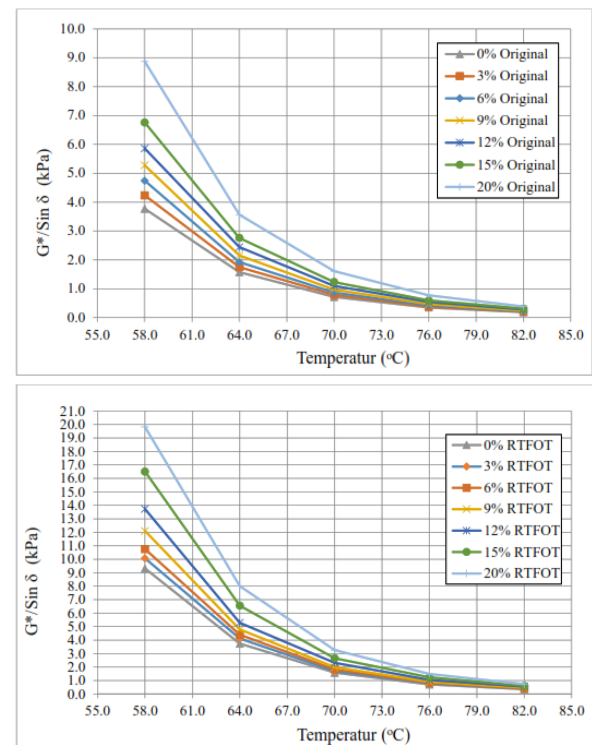 10.0
9.0
8.0
7.0
6.0
5.0
4.0
3.0
2.0
1.0
0.0
G*/Sin δ (kPa)
0% Original
3% Original
6% Original
9% Original
12% Original
15% Original
20% Original
55.0 58.0 61.0 64.0 67.0 70.0 73.0 76.0 79.0 82.0 85.0
Temperatur (°C)
21.0
20.0
19.0
18.0
17.0
16.0
15.0
14.0
13.0
12.0
11.0
10.0
9.0
8.0
7.0
6.0
5.0
4.0
3.0
2.0
1.0
0.0
G*/Sin δ (kPa)
0% RTFOT
3% RTFOT
6% RTFOT
9% RTFOT
12% RTFOT
15% RTFOT
20% RTFOT
55.0 58.0 61.0 64.0 67.0 70.0 73.0 76.0 79.0 82.0 85.0
Temperatur (°C)